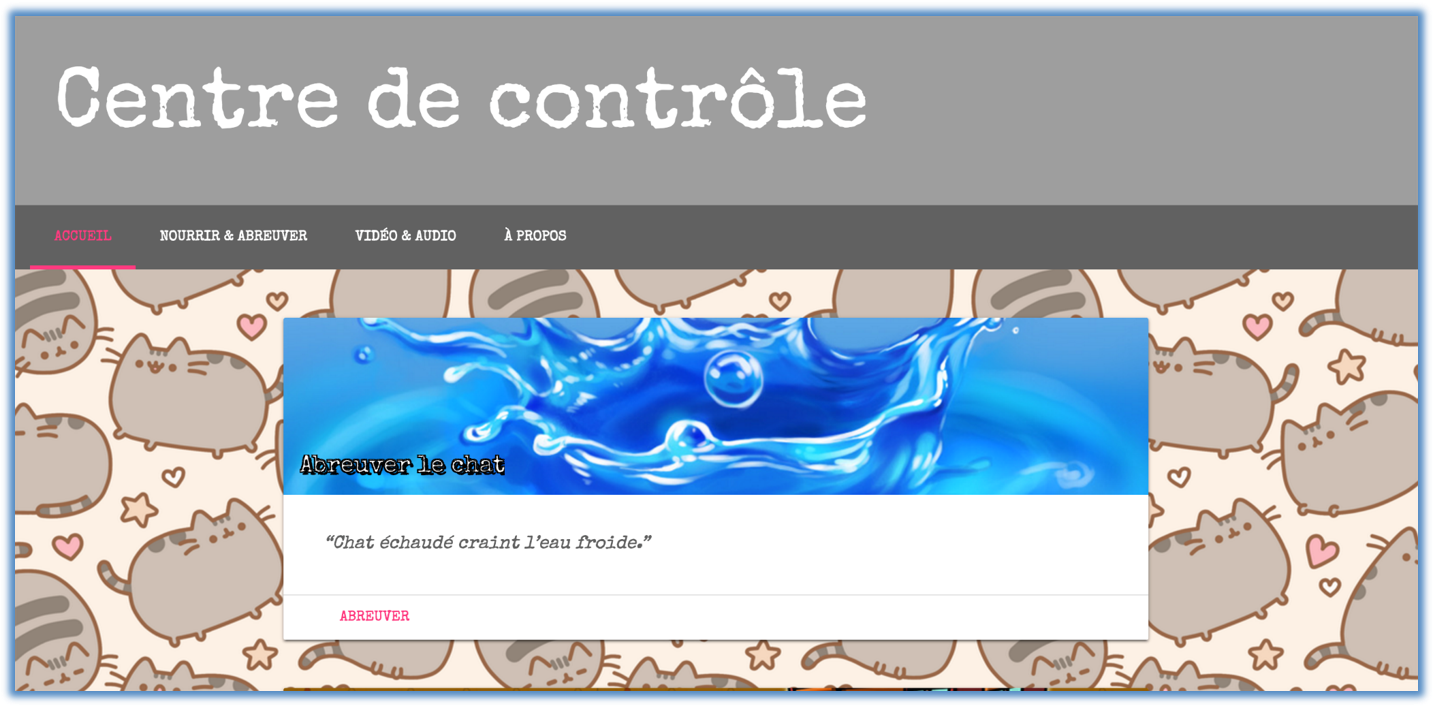 Centre de contrôle
ACCUEIL NOURRIR & ABREUVER VIDÉO & AUDIO À PROPOS
Abreuver le chat
“Chat échaudé craint l’eau froide.”
ABREUVER